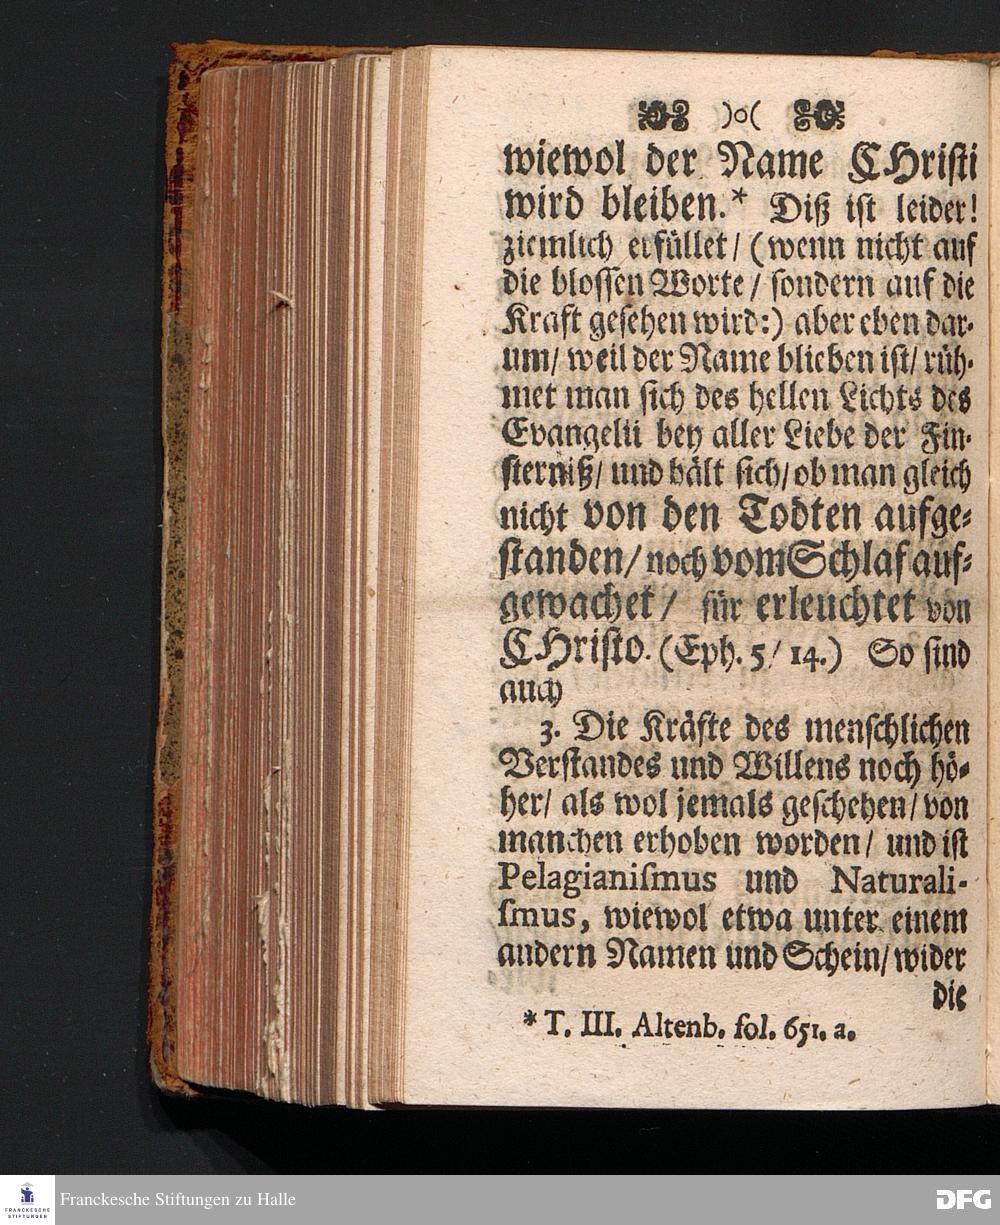 )o(
wiewol der Name CHristi
wird bleiben.* Diß ist leider!
ziemlich erfüllet/ (wenn nicht auf
die blossen Worte/ sondern auf die
Kraft gesehen wird:) aber eben dar-
um/ weil der Name blieben ist/ rüh-
met man sich des hellen Lichts des
Evangelii bey aller Liebe der Fin-
sterniß/ und hält sich/ ob man gleich
nicht von den Todten aufge-
standen/ noch vom Schlaf auf-
gewachet/ für erleuchtet von
CHristo. (Eph. 5/ 14.) So sind
auch
3. Die Kräfte des menschlichen
Verstandes und Willens noch hö-
her/ als wol jemals geschehen/ von
manchen erhoben worden/ und ist
Pelagianiſmus und Naturali-
ſmus, wiewol etwa unter einem
andern Namen und Schein/ wider
die
* T. III. Altenb. fol. 651. a.
FRANCKESCHE
STIFTUNGEN
Franckesche Stiftungen zu Halle
DFG